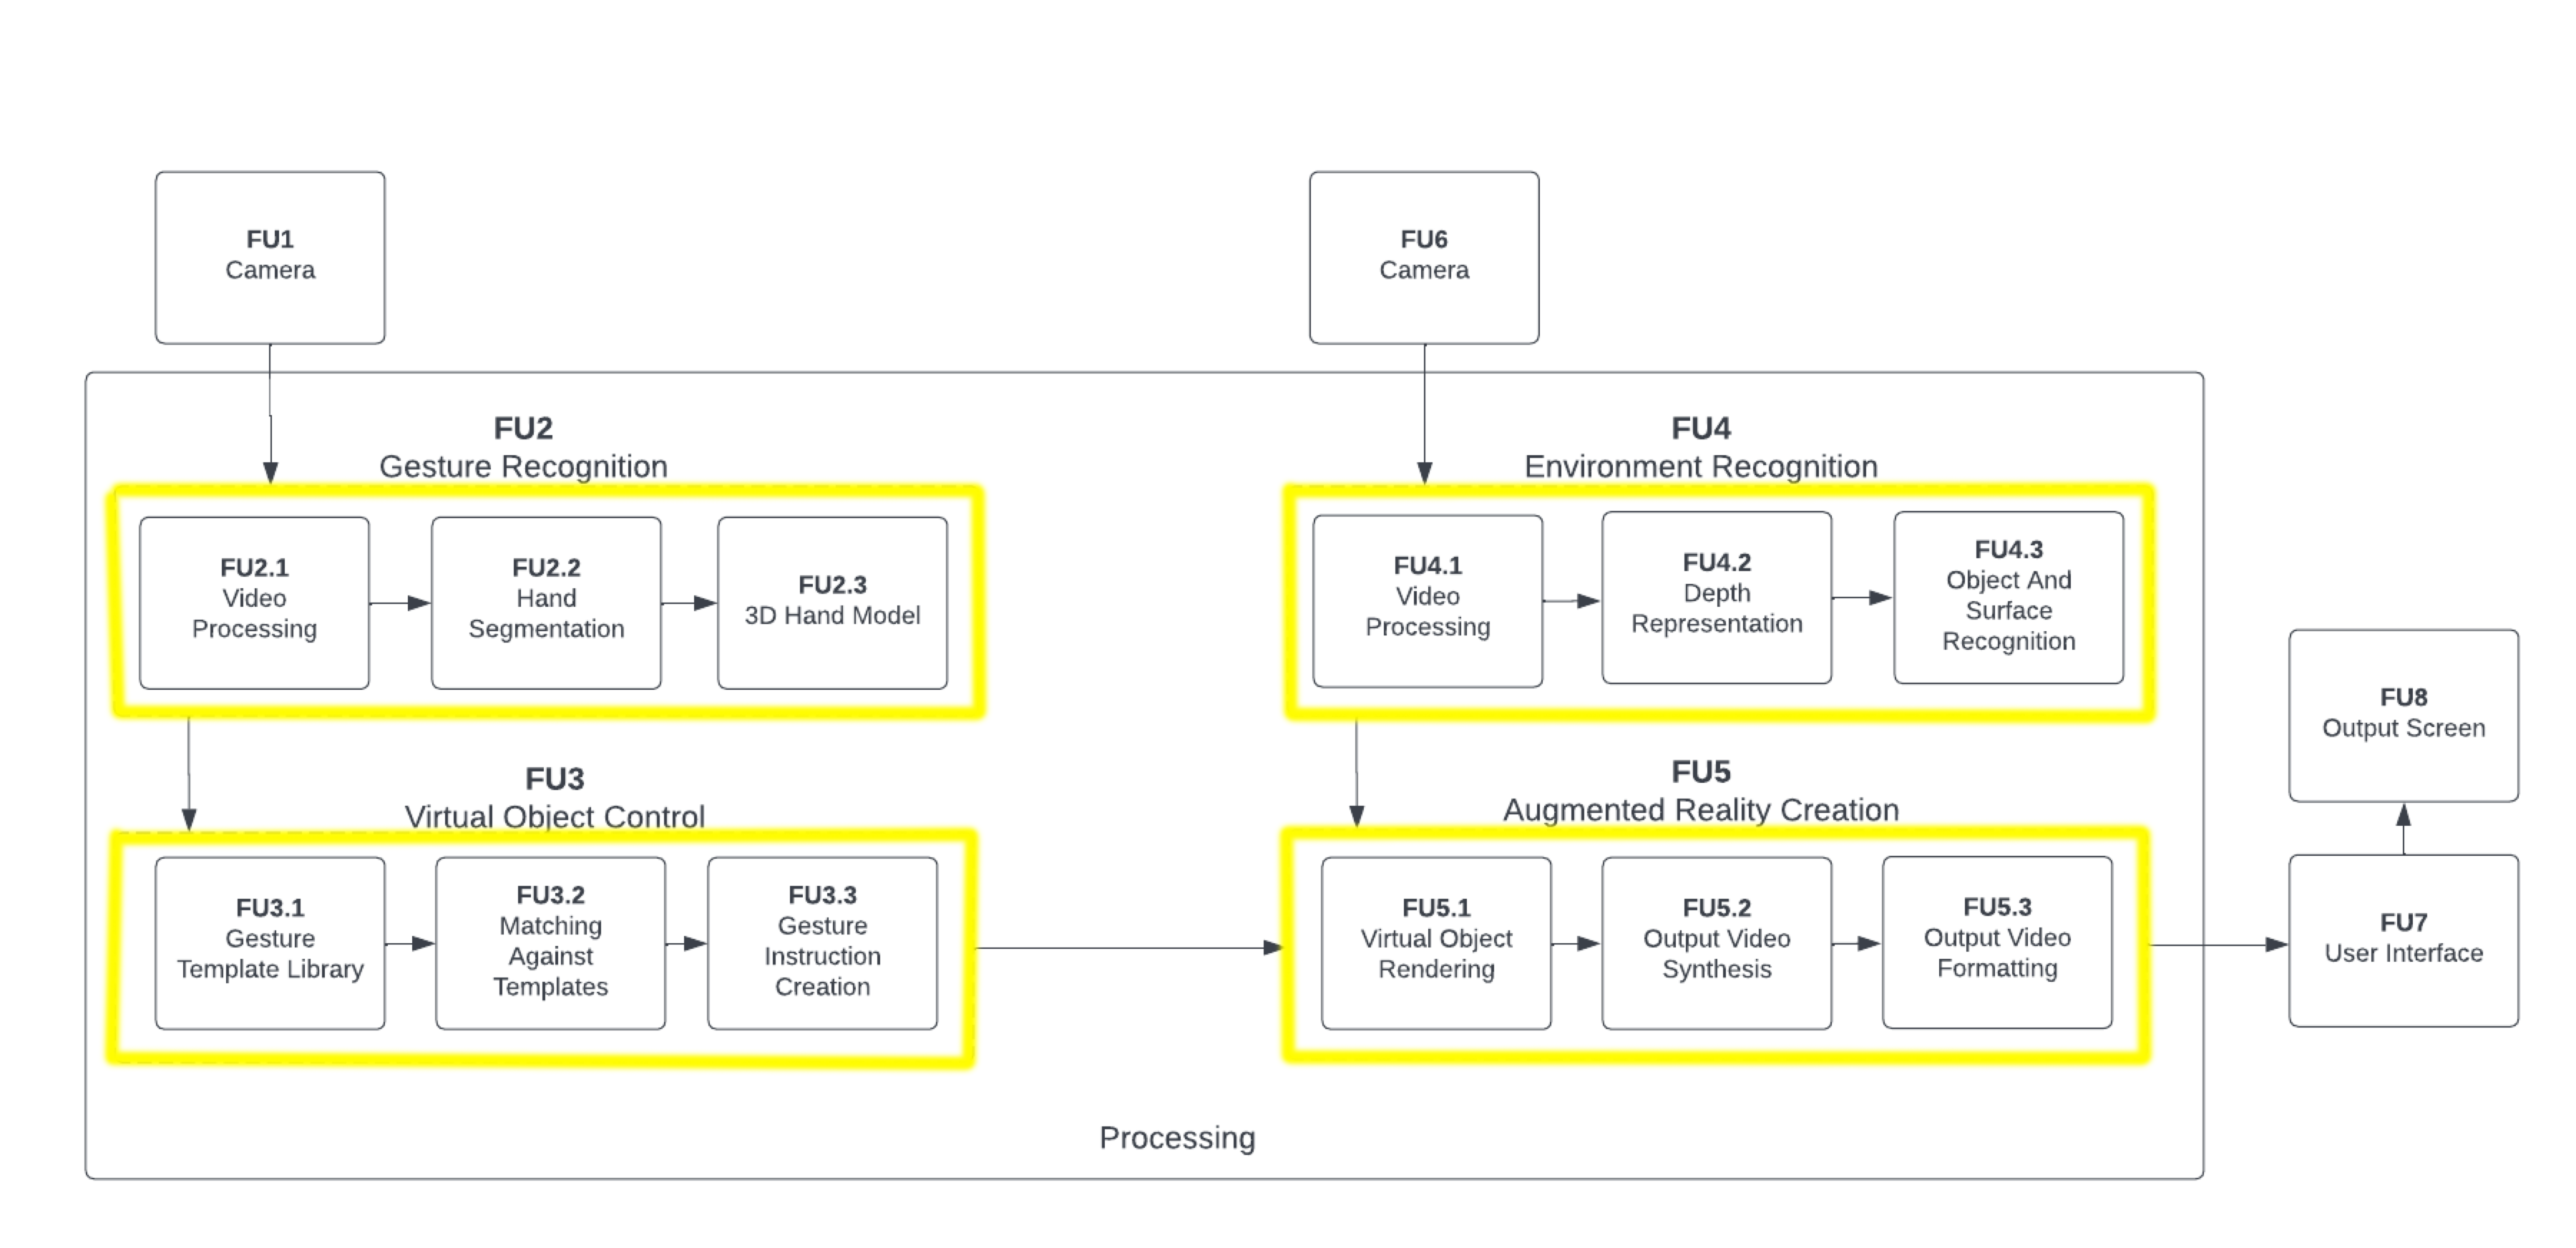 FU1
Camera
FU6
Camera
FU2
Gesture Recognition
FU4
Environment Recognition
FU2.1
Video
Processing
FU2.2
Hand
Segmentation
FU2.3
3D Hand Model
FU4.1
Video
Processing
FU4.2
Depth
Representation
FU4.3
Object And
Surface
Recognition
FU8
Output Screen
FU3
Virtual Object Control
FU5
Augmented Reality Creation
FU3.1
Gesture
Template Library
FU3.2
Matching
Against
Templates
FU3.3
Gesture
Instruction
Creation
FU5.1
Virtual Object
Rendering
FU5.2
Output Video
Synthesis
FU5.3
Output Video
Formatting
FU7
User Interface
Processing